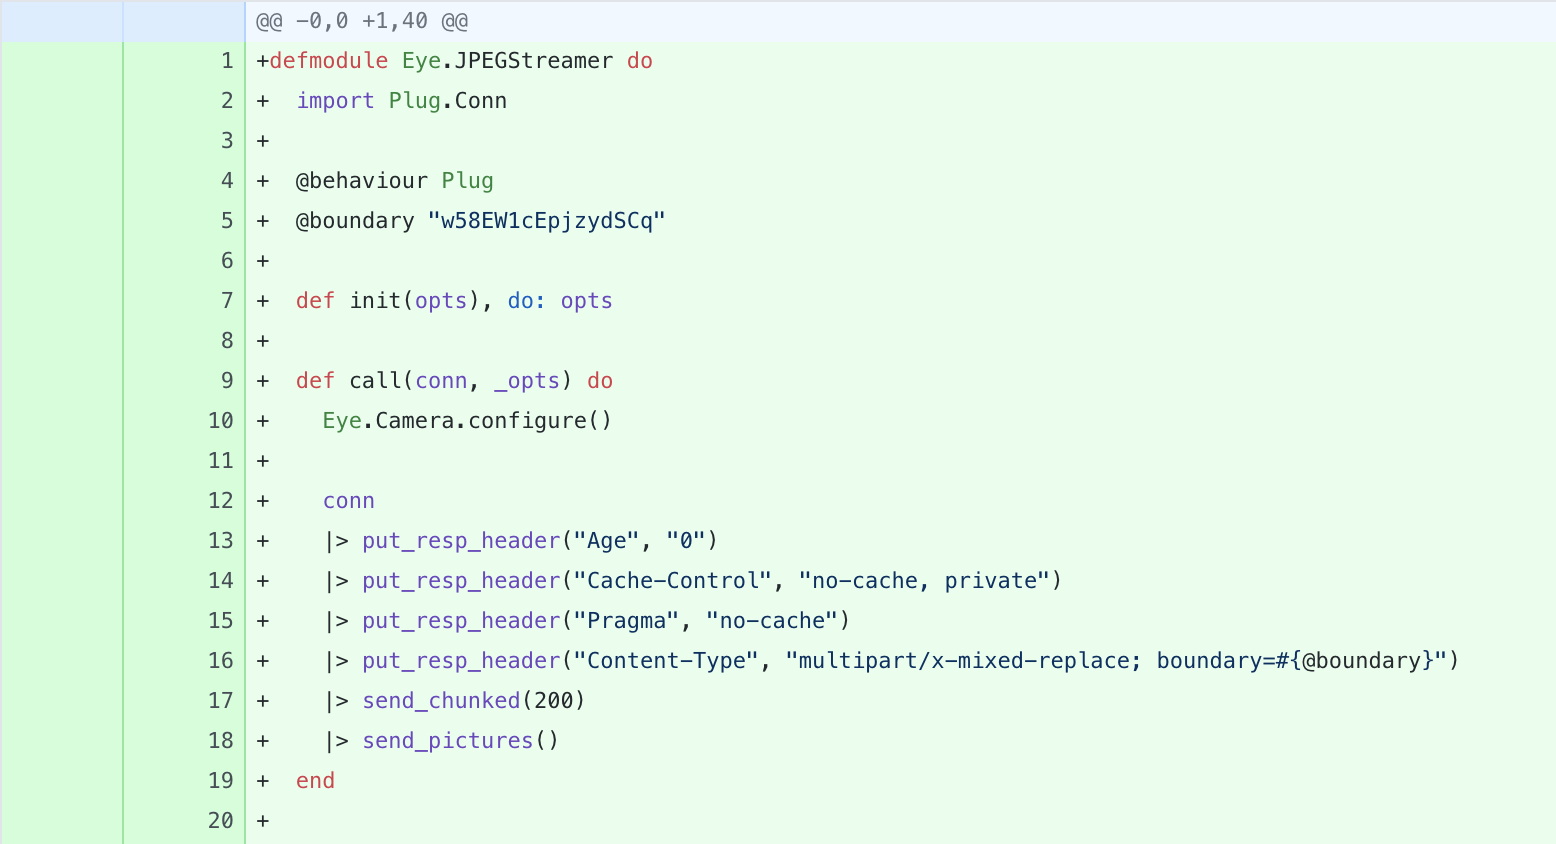 @@ -0,0 +1,40 @@
1 +defmodule Eye.JPEGStreamer do
2 +  import Plug.Conn
3 +
4 +  @behaviour Plug
5 +  @boundary "w58EW1cEpjzydSCq"
6 +
7 +  def init(opts), do: opts
8 +
9 +  def call(conn, _opts) do
10 +    Eye.Camera.configure()
11 +
12 +    conn
13 +    |> put_resp_header("Age", "0")
14 +    |> put_resp_header("Cache-Control", "no-cache, private")
15 +    |> put_resp_header("Pragma", "no-cache")
16 +    |> put_resp_header("Content-Type", "multipart/x-mixed-replace; boundary=#{@boundary}")
17 +    |> send_chunked(200)
18 +    |> send_pictures()
19 +  end
20 +